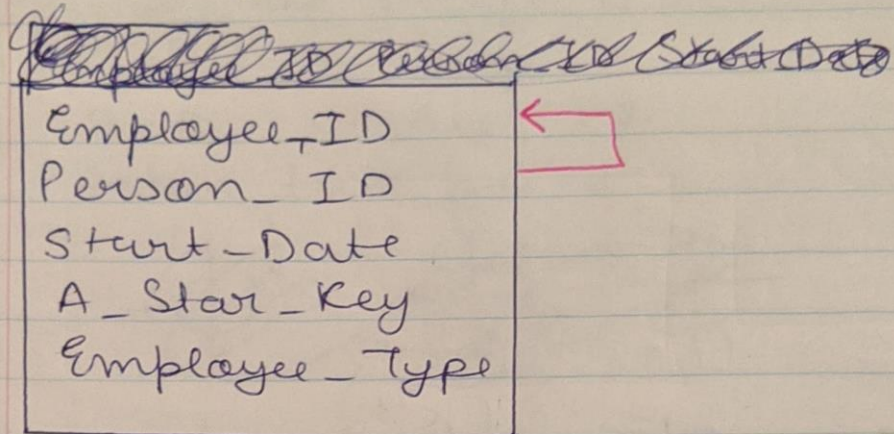 Employee_ID
Person_ID
Start_Date
A_Star_Key
Employee_Type